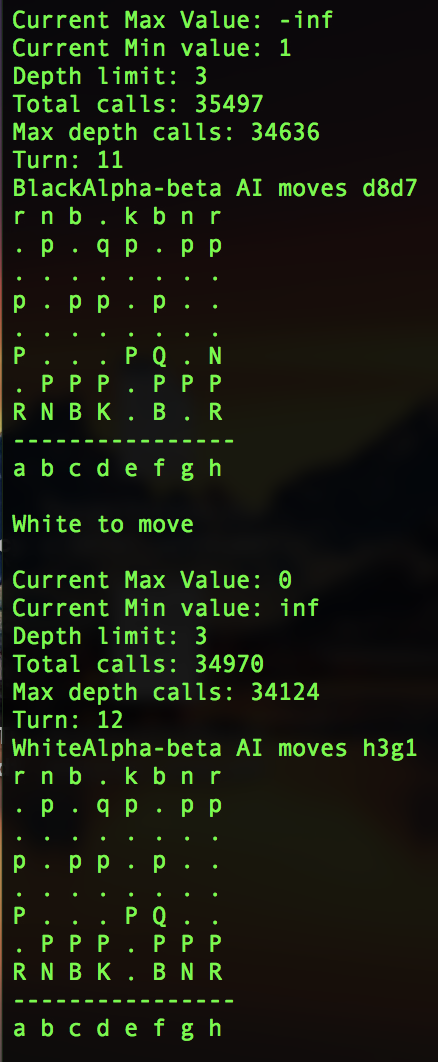 Current Max Value: -inf
Current Min value: 1
Depth limit: 3
Total calls: 35497
Max depth calls: 34636
Turn: 11
BlackAlpha-beta AI moves d8d7
r n b . k b n r
. p . q p . p p
. . . . . . . .
p . p p . p . .
. . . . . . . .
P . . . P Q . N
. P P P . P P P
R N B K . B . R
----------------
a b c d e f g h
White to move
Current Max Value: 0
Current Min value: inf
Depth limit: 3
Total calls: 34970
Max depth calls: 34124
Turn: 12
WhiteAlpha-beta AI moves h3g1
r n b . k b n r
. p . q p . p p
. . . . . . . .
p . p p . p . .
. . . . . . . .
P . . . P Q . .
. P P P . P P P
R N B K . B N R
----------------
a b c d e f g h